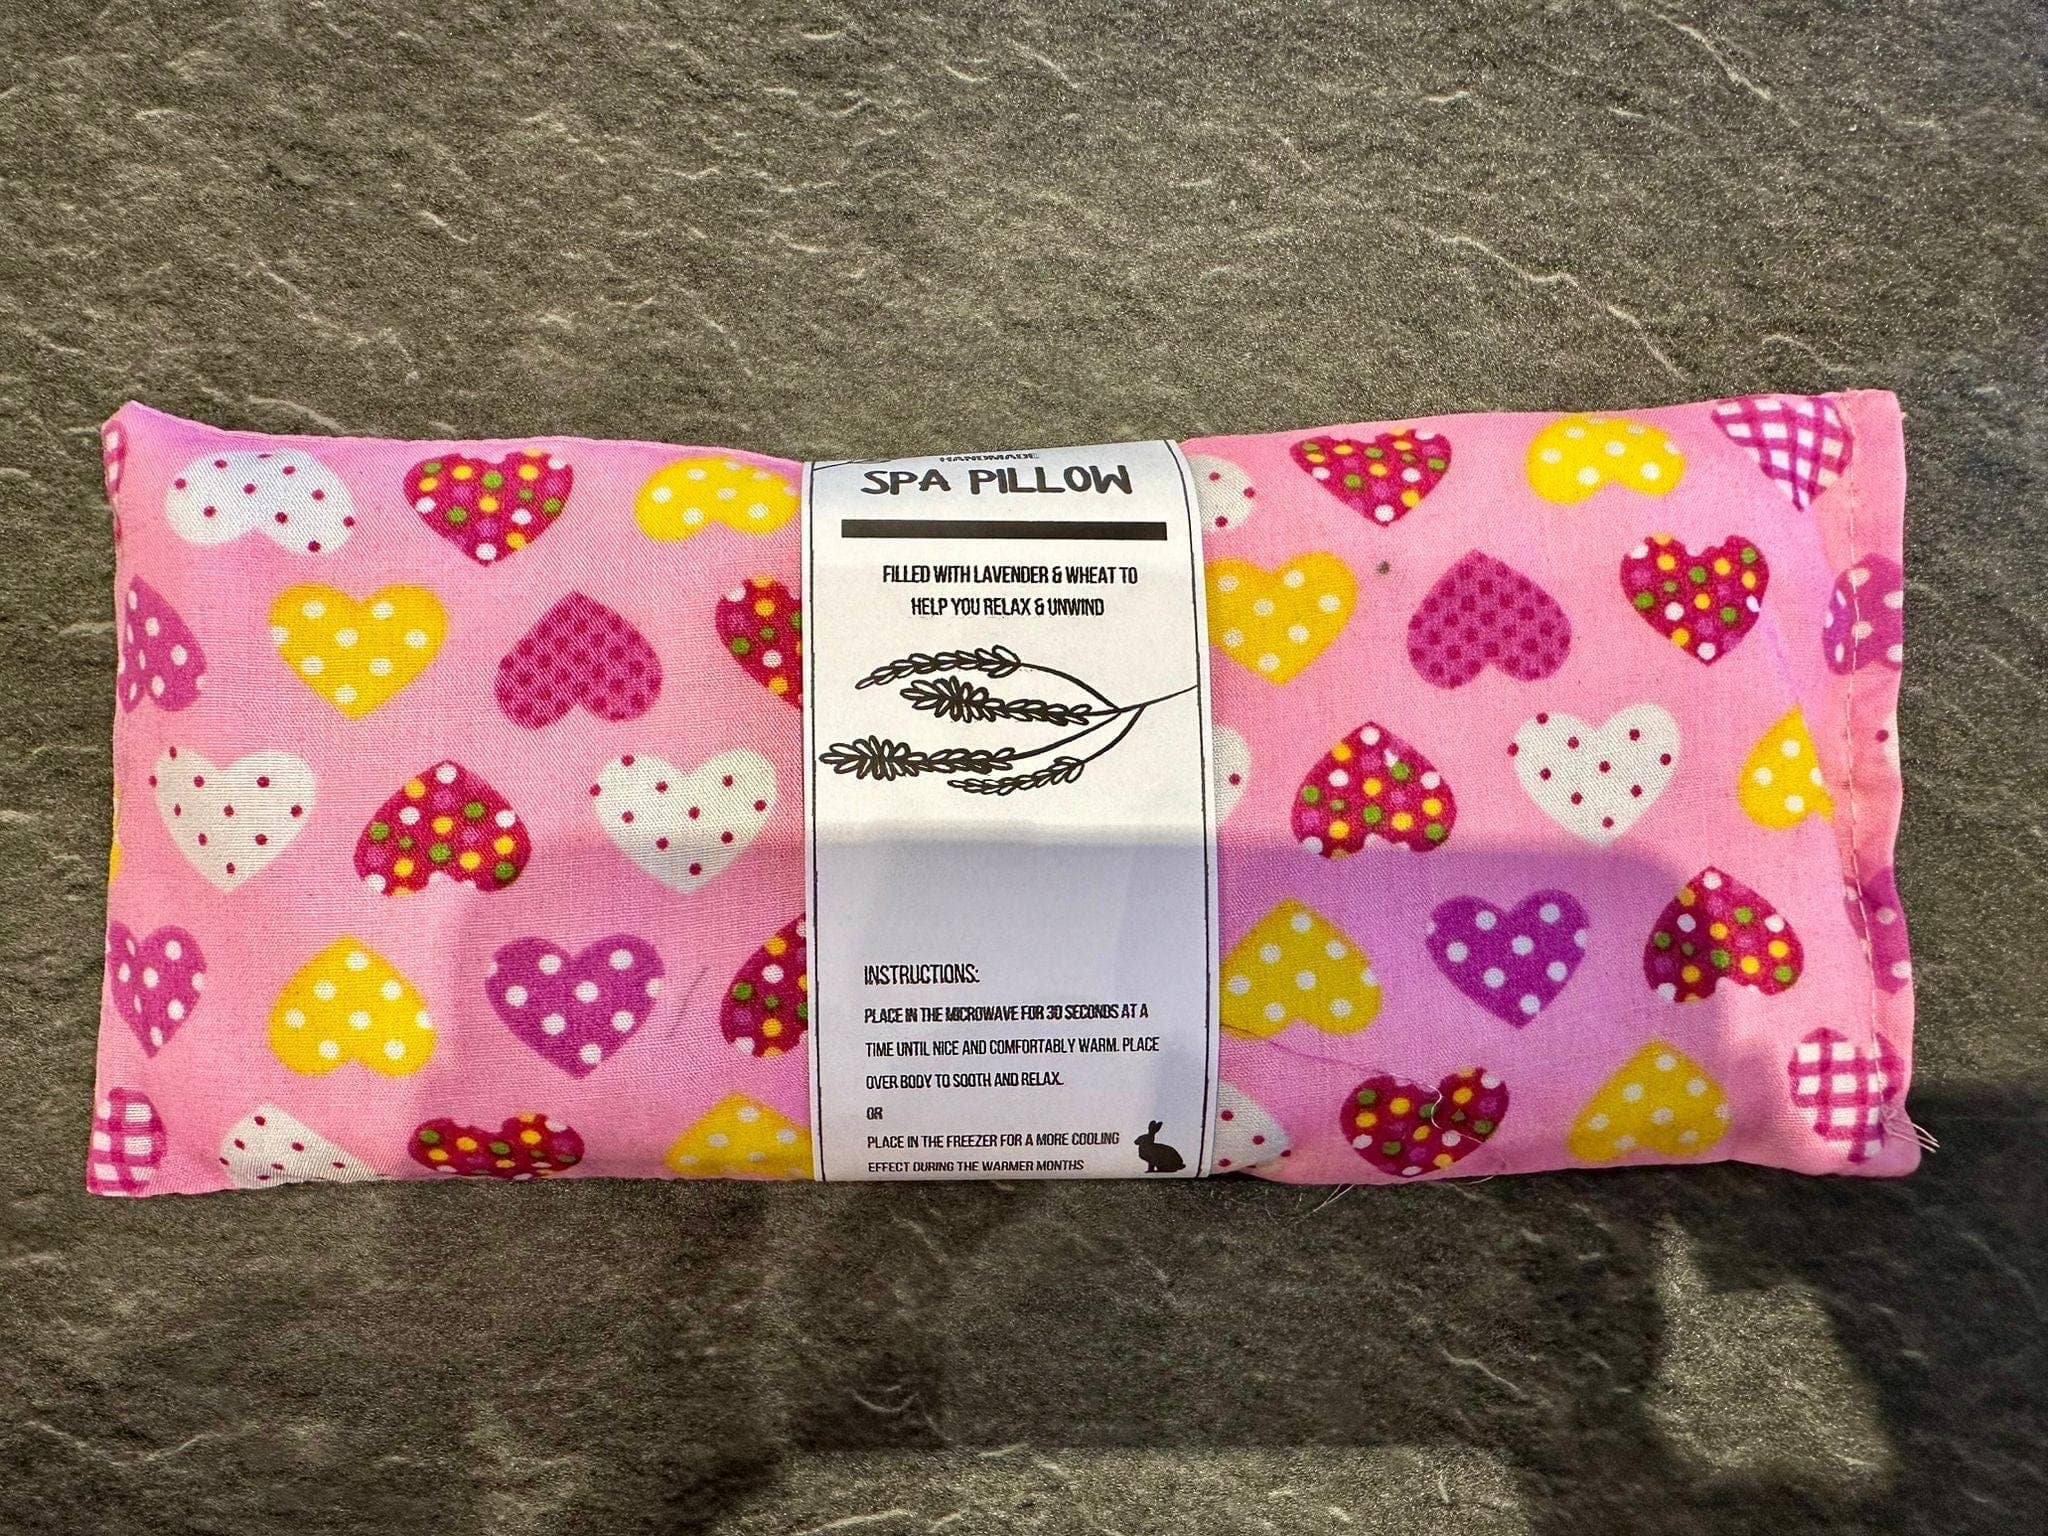 HANDMADE
SPA PILLOW
FILLED WITH LAVENDER & WHEAT TO
HELP YOU RELAX & UNWIND
INSTRUCTIONS:
PLACE IN THE MICROWAVE FOR 30 SECONDS AT A
TIME UNTIL NICE AND COMFORTABLY WARM. PLACE
OVER BODY TO SOOTH AND RELAX.
OR
PLACE IN THE FREEZER FOR A MORE COOLING
EFFECT DURING THE WARMER MONTHS